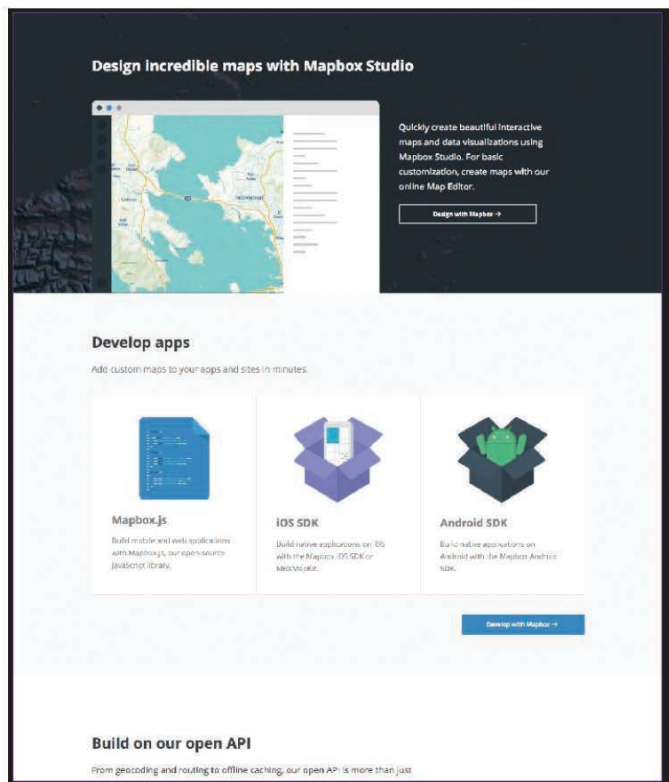 Design incredible maps with Mapbox Studio
Quickly create beautiful interactive
maps and data visualizations using
Mapbox Studio. For basic
customization, create maps with our
online Map Editor.
Design with Mapbox →
NEWPORT
Develop apps
Add custom maps to your apps and sites in minutes.
Mapbox.js
Build mobile and web applications
with Mapbox.js, our open-source
JavaScript library.
iOS SDK
Build native applications on iOS
with the Mapbox iOS SDK or
Android SDK
Build native applications on
Android with the Mapbox Android
SDK.
Develop with Mapbox →
Build on our open API
From geocoding and routing to offline caching, our open API is more than just